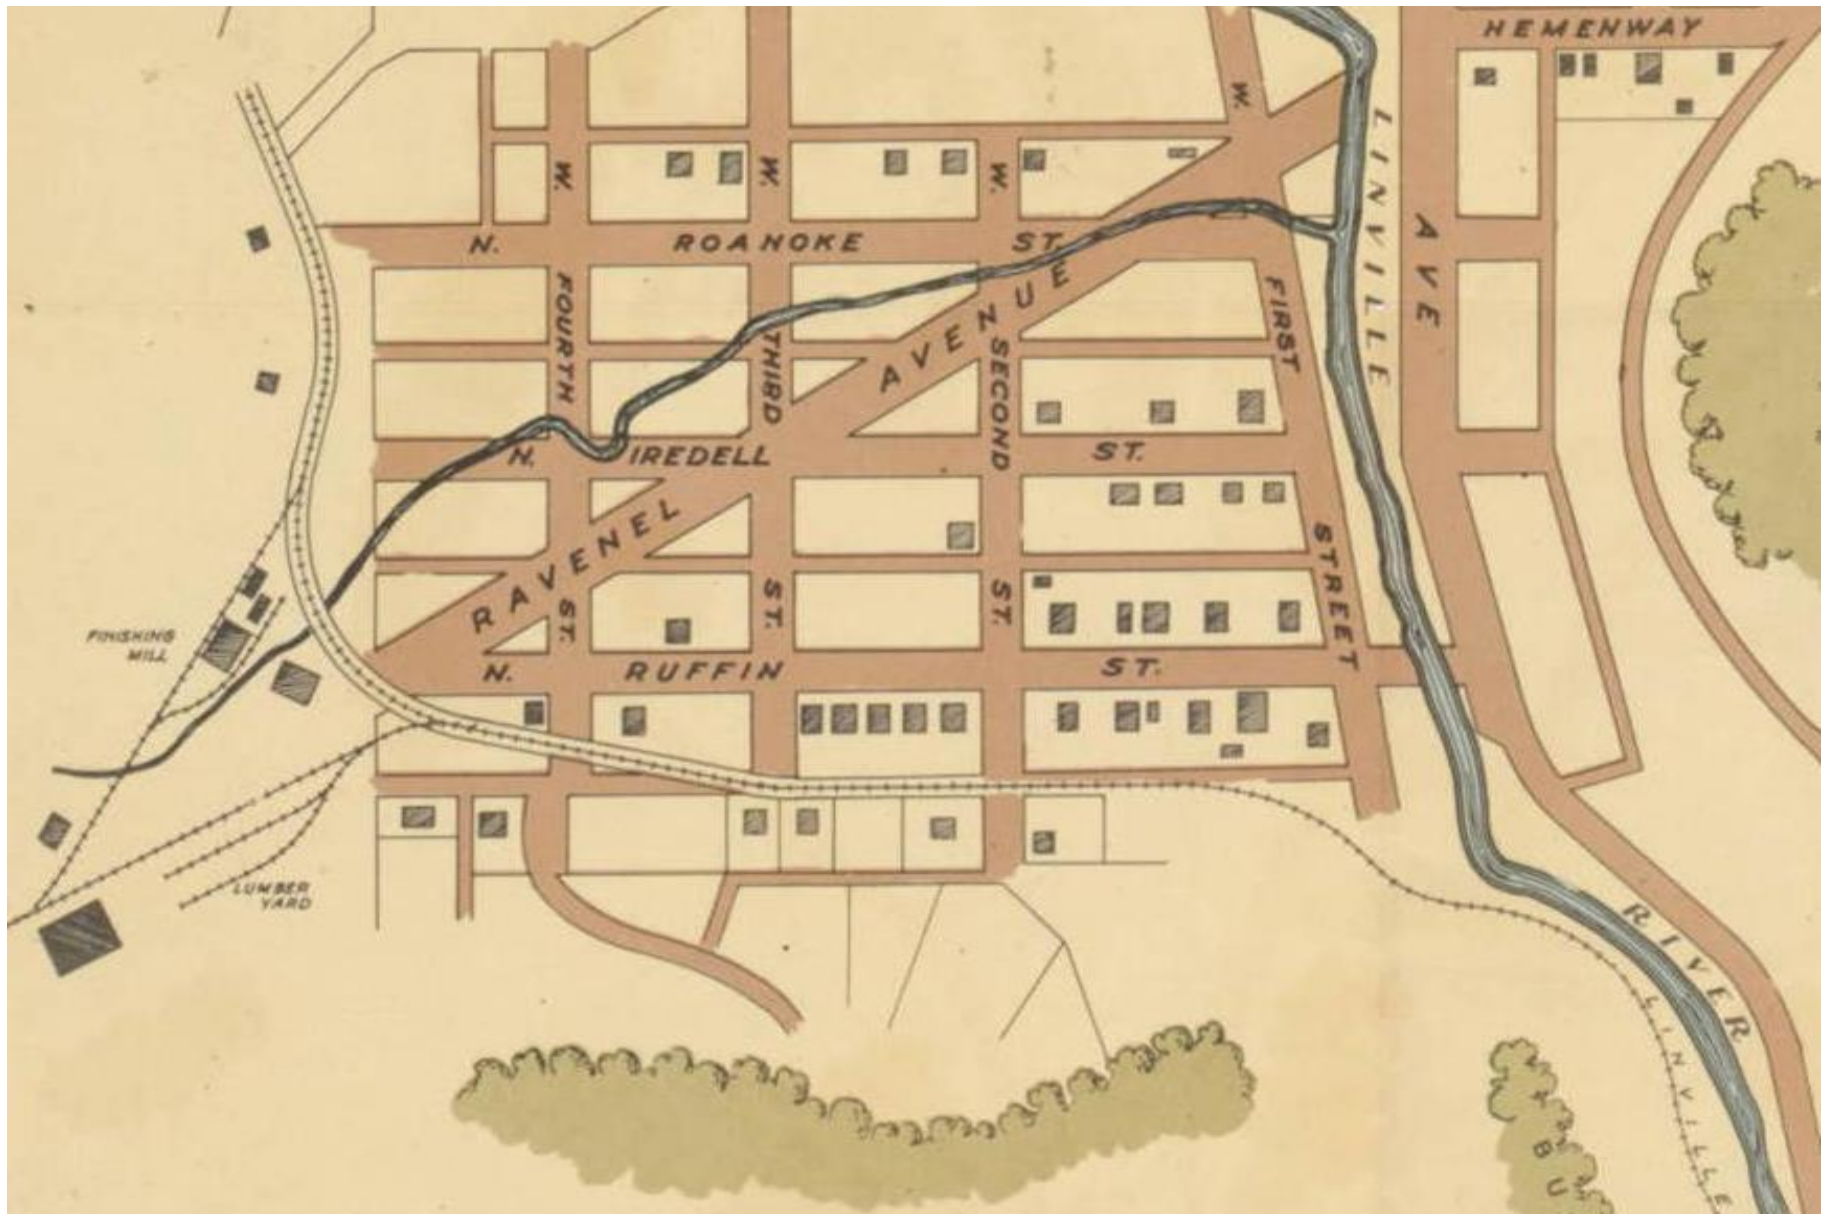 HEMENWAY
W. FOURTH ST.
W. THIRD ST.
W. SECOND ST.
W. FIRST STREET
N. ROANOKE ST.
RAVENEL AVENUE
N. IREDELL ST.
N. RUFFIN ST.
N
LINVILLE RIVER
AVE
FINISHING
MILL
LUMBER
YARD
LINVILLE
BU